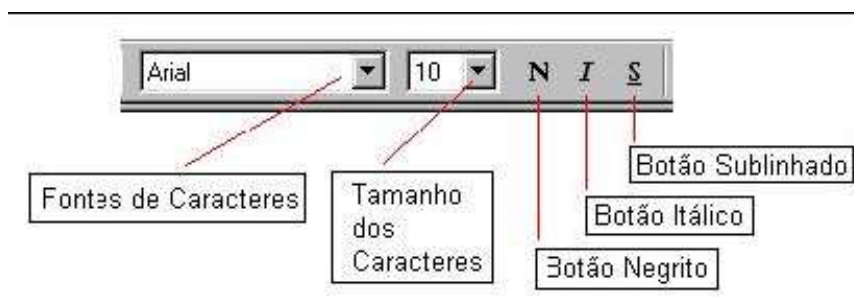 Arial 10 N I S
Botão Sublinhado
Fontes de Caracteres
Tamanho
dos
Caracteres
Botão Itálico
Botão Negrito